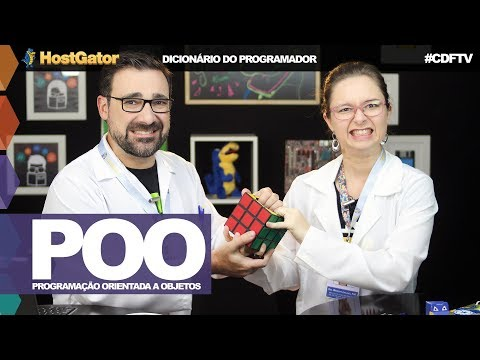 HostGator
DICIONÁRIO DO PROGRAMADOR
#CDFTV
POO
PROGRAMAÇÃO ORIENTADA A OBJETOS